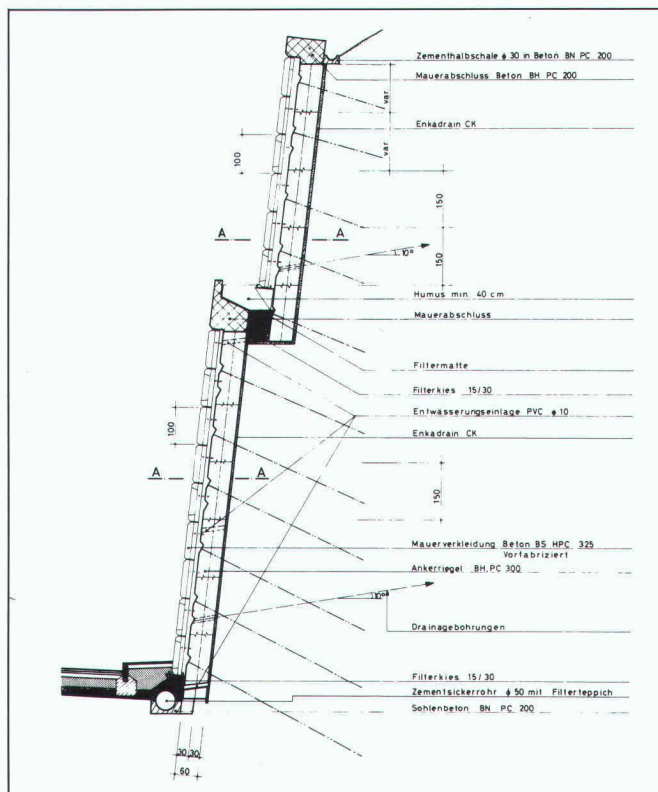 Zementhalbschale ɸ 30 in Beton BN PC 200
Mauerabschluss Beton BH PC 200
var
Enkadrain CK
var
100
150
A A
150
10°
Humus min. 40 cm
Mauerabschluss
Filtermatte
Filterkies 15/30
Entwässerungseinlage PVC ɸ 10
100
Enkadrain CK
A A
150
Mauerverkleidung Beton BS HPC 325
Vorfabriziert
Ankerriegel BH, PC 300
10°
Drainagebohrungen
Filterkies 15/30
Zementsickerrohr ɸ 50 mit Filterteppich
Sohlenbeton BN PC 200
30 30
60